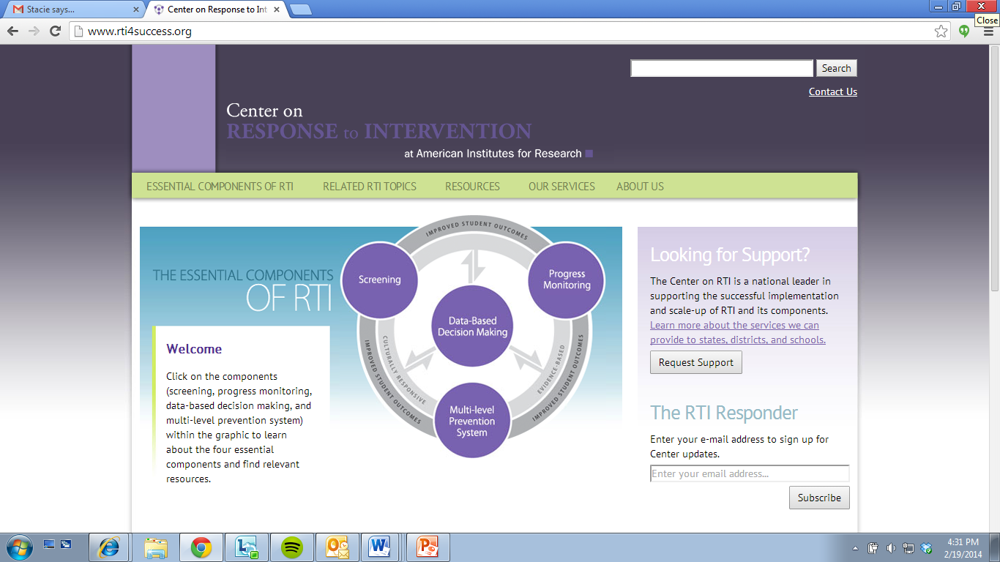 Stacie says...
Center on Response to Int
Close
www.rti4success.org
Search
Contact Us
Center on
RESPONSE to INTERVENTION
at American Institutes for Research
ESSENTIAL COMPONENTS OF RTI RELATED RTI TOPICS RESOURCES OUR SERVICES ABOUT US
THE ESSENTIAL COMPONENTS
OF RTI
Welcome
Click on the components
(screening, progress monitoring,
data-based decision making, and
multi-level prevention system)
within the graphic to learn
about the four essential
components and find relevant
resources.
IMPROVED STUDENT OUTCOMES
Screening
Progress
Monitoring
Data-Based
Decision Making
CULTURALLY RESPONSIVE
EVIDENCE-BASED
IMPROVED STUDENT OUTCOMES
IMPROVED STUDENT OUTCOMES
Multi-level
Prevention
System
Looking for Support?
The Center on RTI is a national leader in
supporting the successful implementation
and scale-up of RTI and its components.
Learn more about the services we can
provide to states, districts, and schools.
Request Support
The RTI Responder
Enter your e-mail address to sign up for
Center updates.
Enter your email address...
Subscribe
4:31 PM
2/19/2014